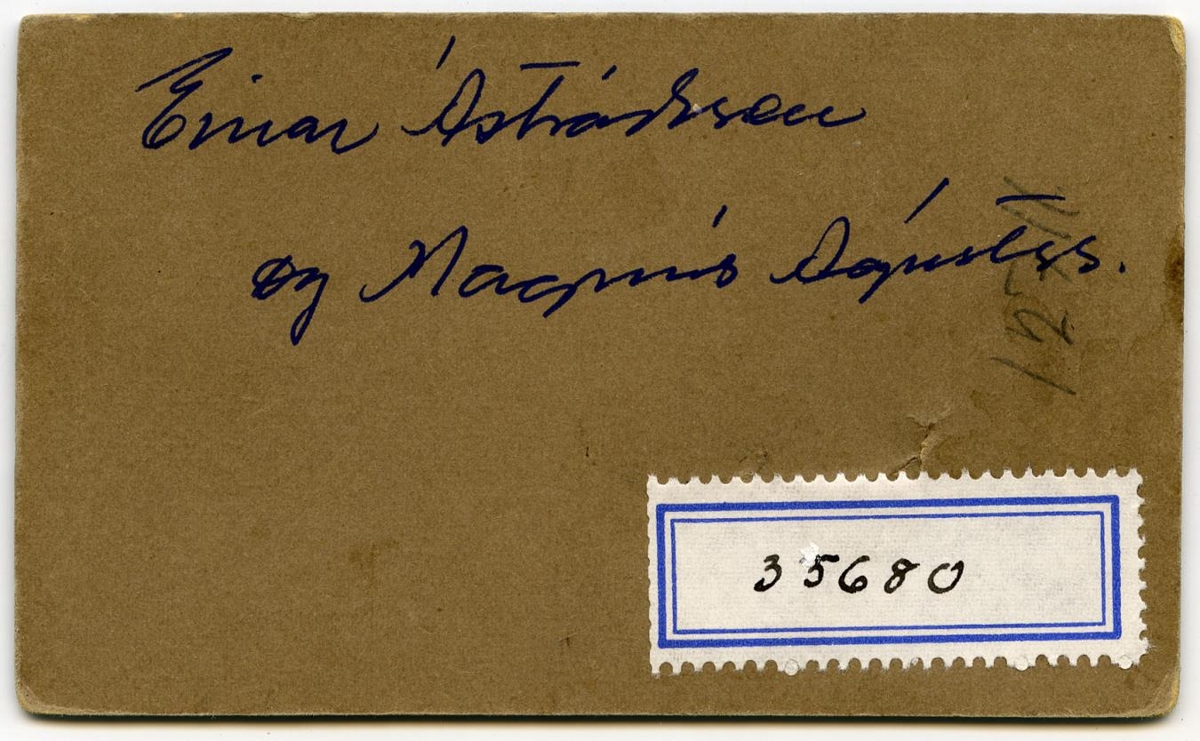 Einar Ástráðsson
og Magnús Ágústss.
35680